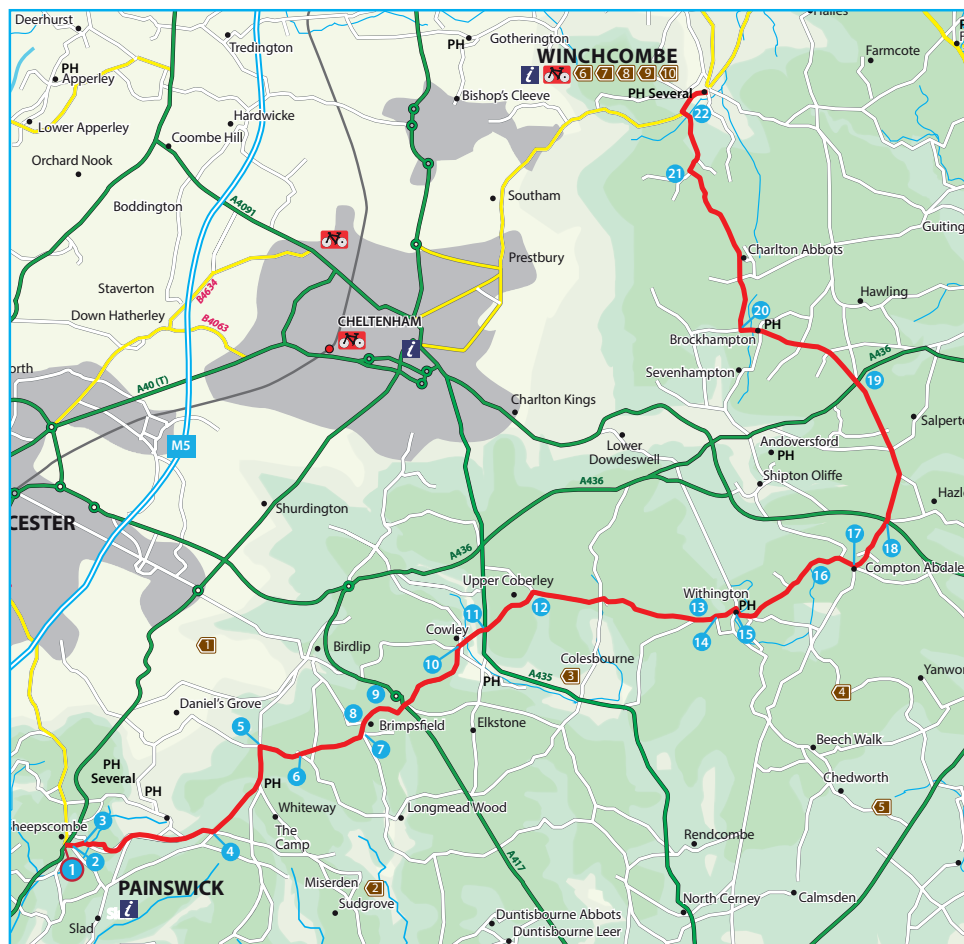 Deerhurst
Tredington
PH
Gotherington
Farmcote
WINCHCOMBE
i 6 7 8 9 10
PH
Apperley
Bishop's Cleeve
PH Several
22
Lower Apperley
Hardwicke
Coombe Hill
Orchard Nook
21
A4091
Southam
Boddington
Guiting
Prestbury
Charlton Abbots
Staverton
B4634
Hawling
Down Hatherley
B4063
CHELTENHAM
i
20
PH
Brockhampton
A436
orth
A40 (T)
Sevenhampton
19
Charlton Kings
Salpert
M5
Lower
Dowdeswell
Andoversford
PH
A436
Shipton Oliffe
Shurdington
Hazle
CESTER
17
18
A436
16
Compton Abdale
Upper Coberley
12
Withington
13
PH
11
14
15
Cowley
10
1
Birdlip
Colesbourne
3
PH
A435
Yanwor
9
4
Daniel's Grove
8
Brimpsfield
Elkstone
5
7
6
Beech Walk
PH
Several
PH
PH
Chedworth
Whiteway
Longmead Wood
5
3
The
Camp
heepscombe
Rendcombe
2
4
A417
1
PAINSWICK
i
Miserden
2
Sudgrove
Calmsden
North Cerney
Slad
Duntisbourne Abbots
Duntisbourne Leer